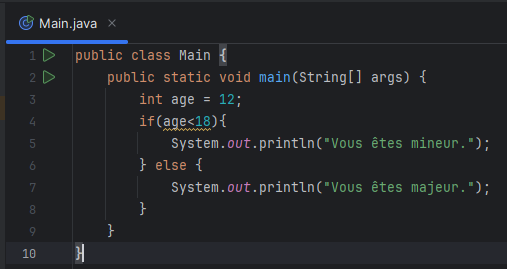 Main.java
1 public class Main {
2     public static void main(String[] args) {
3         int age = 12;
4         if(age<18){
5             System.out.println("Vous êtes mineur.");
6         } else {
7             System.out.println("Vous êtes majeur.");
8         }
9     }
10 }